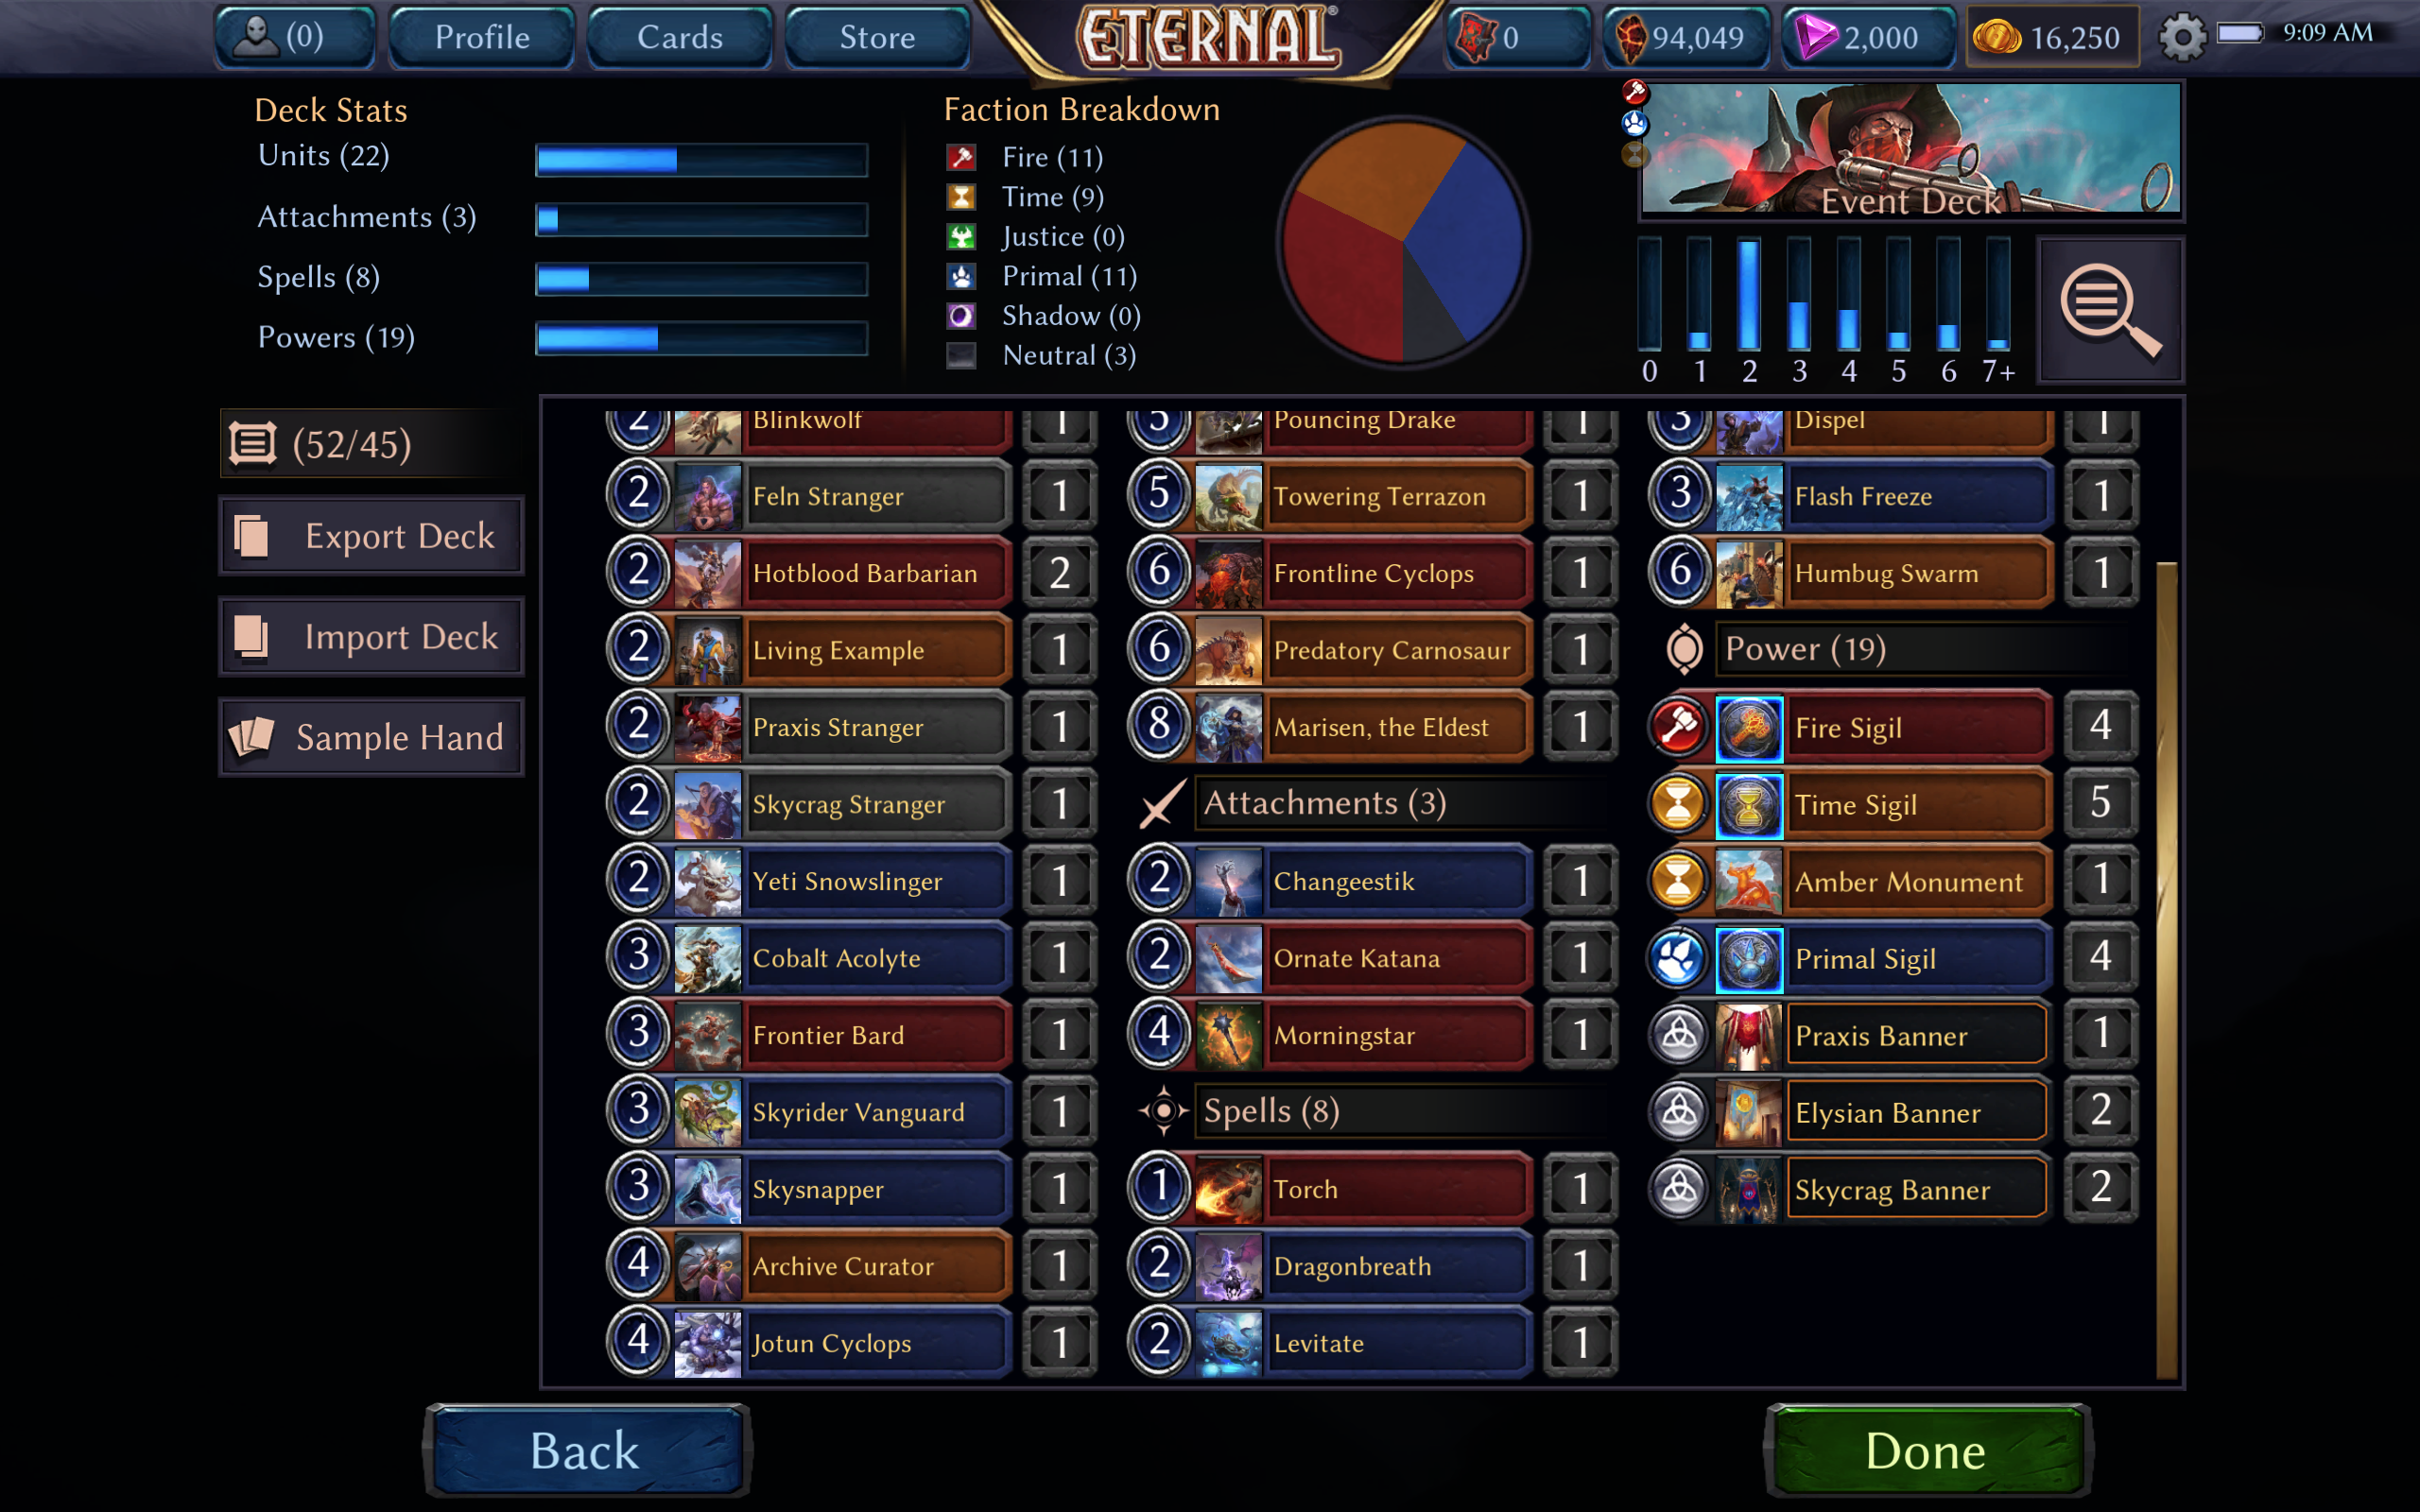 (0)
Profile
Cards
Store
ETERNAL
0
94,049
2,000
16,250
9:09 AM
Deck Stats
Units (22)
Attachments (3)
Spells (8)
Powers (19)
Faction Breakdown
Fire (11)
Time (9)
Justice (0)
Primal (11)
Shadow (0)
Neutral (3)
Event Deck
0 1 2 3 4 5 6 7+
(52/45)
Export Deck
Import Deck
Sample Hand
2 Blinkwolf 1
2 Feln Stranger 1
2 Hotblood Barbarian 2
2 Living Example 1
2 Praxis Stranger 1
2 Skycrag Stranger 1
2 Yeti Snowslinger 1
3 Cobalt Acolyte 1
3 Frontier Bard 1
3 Skyrider Vanguard 1
3 Skysnapper 1
4 Archive Curator 1
4 Jotun Cyclops 1
5 Pouncing Drake 1
5 Towering Terrazon 1
6 Frontline Cyclops 1
6 Predatory Carnosaur 1
8 Marisen, the Eldest 1
Attachments (3)
2 Changeestik 1
2 Ornate Katana 1
4 Morningstar 1
Spells (8)
1 Torch 1
2 Dragonbreath 1
2 Levitate 1
3 Dispel 1
3 Flash Freeze 1
6 Humbug Swarm 1
Power (19)
Fire Sigil 4
Time Sigil 5
Amber Monument 1
Primal Sigil 4
Praxis Banner 1
Elysian Banner 2
Skycrag Banner 2
Back
Done